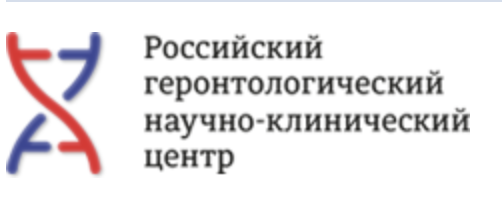 Российский
геронтологический
научно-клинический
центр